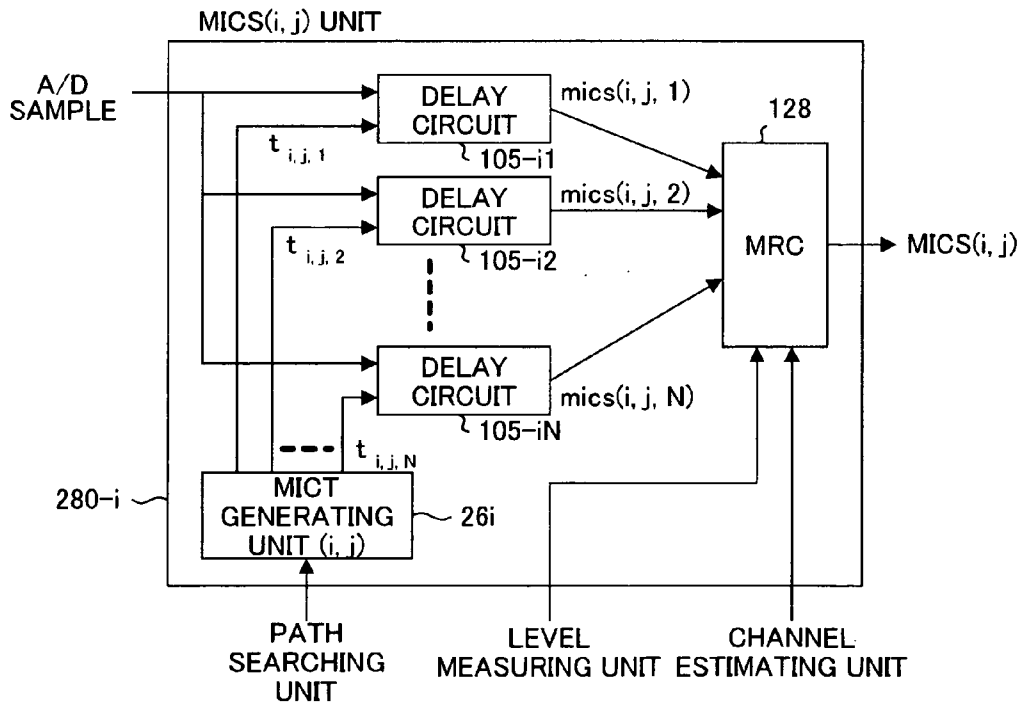 MICS(i, j) UNIT
A/D
SAMPLE
DELAY
CIRCUIT
mics(i, j, 1)
128
t i, j, 1
105-i1
DELAY
CIRCUIT
mics(i, j, 2)
MRC
MICS(i, j)
t i, j, 2
105-i2
DELAY
CIRCUIT
mics(i, j, N)
105-iN
t i, j, N
280-i
MICT
GENERATING
UNIT (i, j)
26i
PATH
SEARCHING
UNIT
LEVEL
MEASURING UNIT
CHANNEL
ESTIMATING UNIT